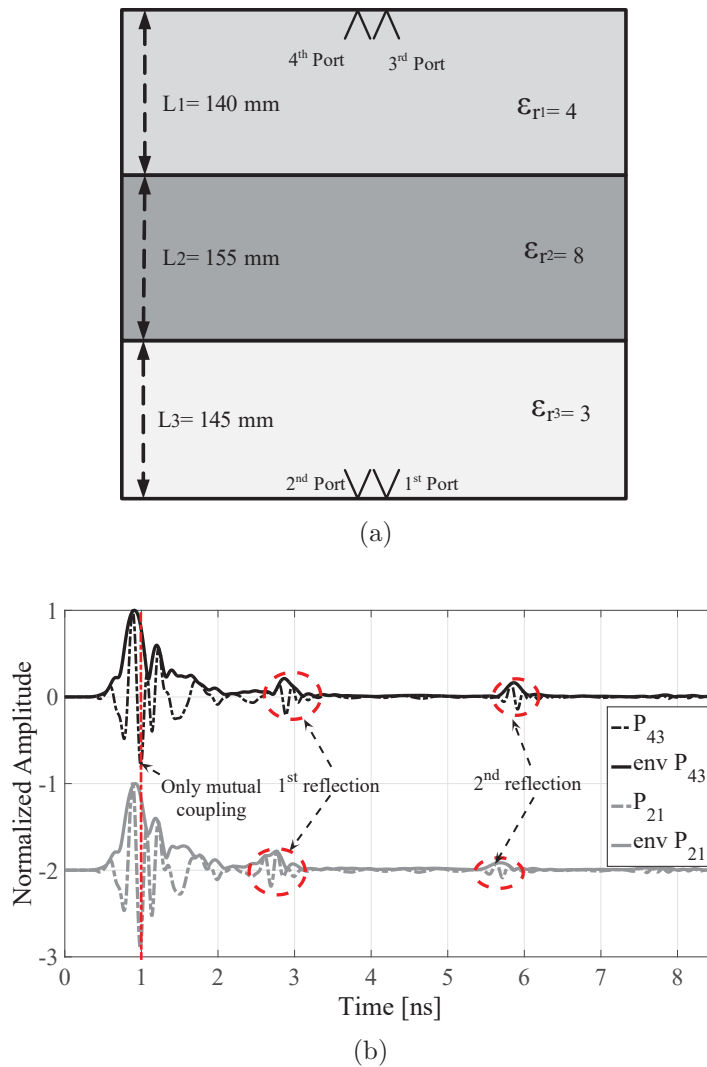 4th Port 3rd Port
L1= 140 mm
εr1= 4
L2= 155 mm
εr2= 8
L3= 145 mm
εr3= 3
2nd Port 1st Port
(a)
1
0
-1
-2
-3
Normalized Amplitude
Only mutual
coupling
1st reflection
2nd reflection
P43
env P43
P21
env P21
0 1 2 3 4 5 6 7 8
Time [ns]
(b)